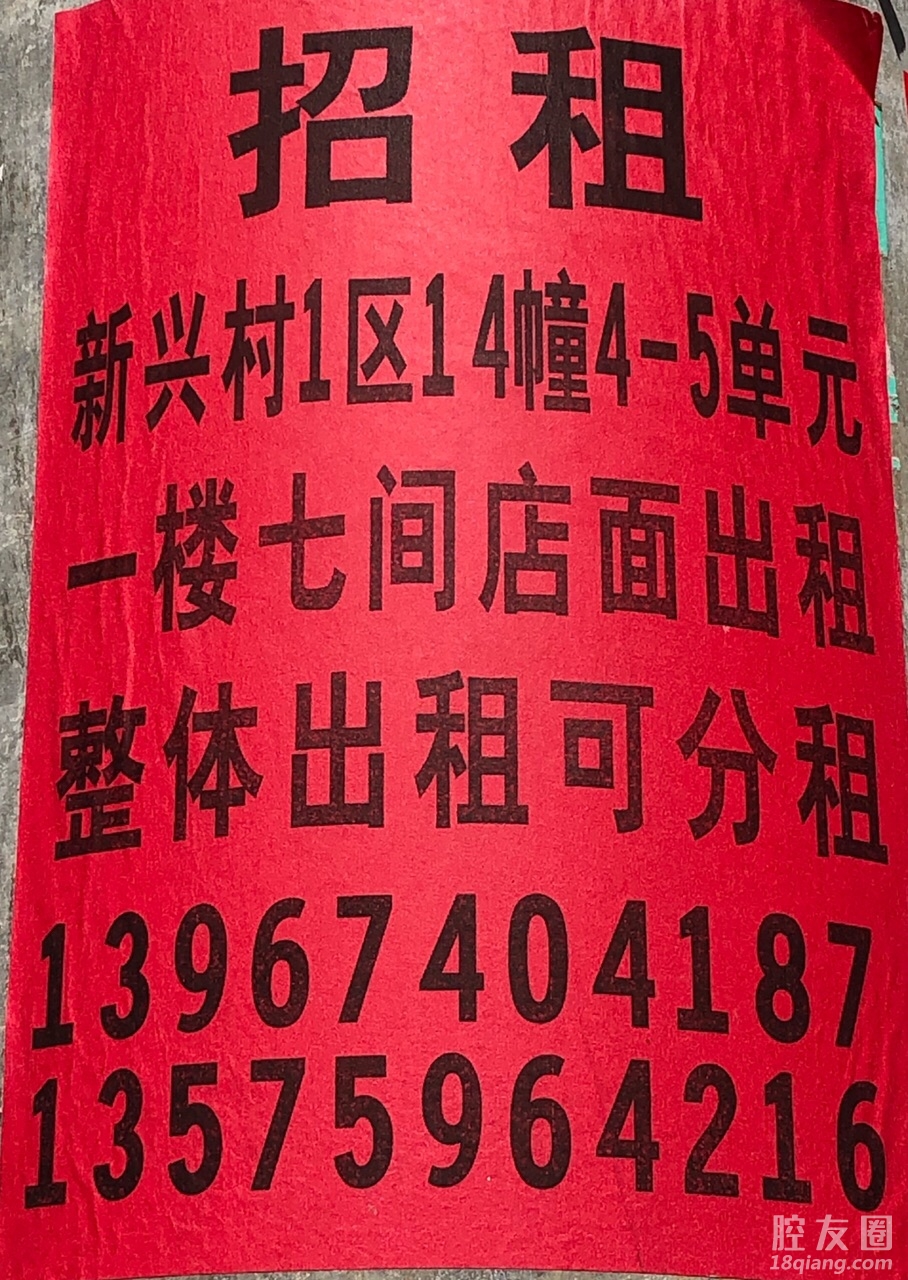 招租
新兴村1区14幢4-5单元
一楼七间店面出租
整体出租可分租
13967404187
13575964216
腔友圈
18qiang.com